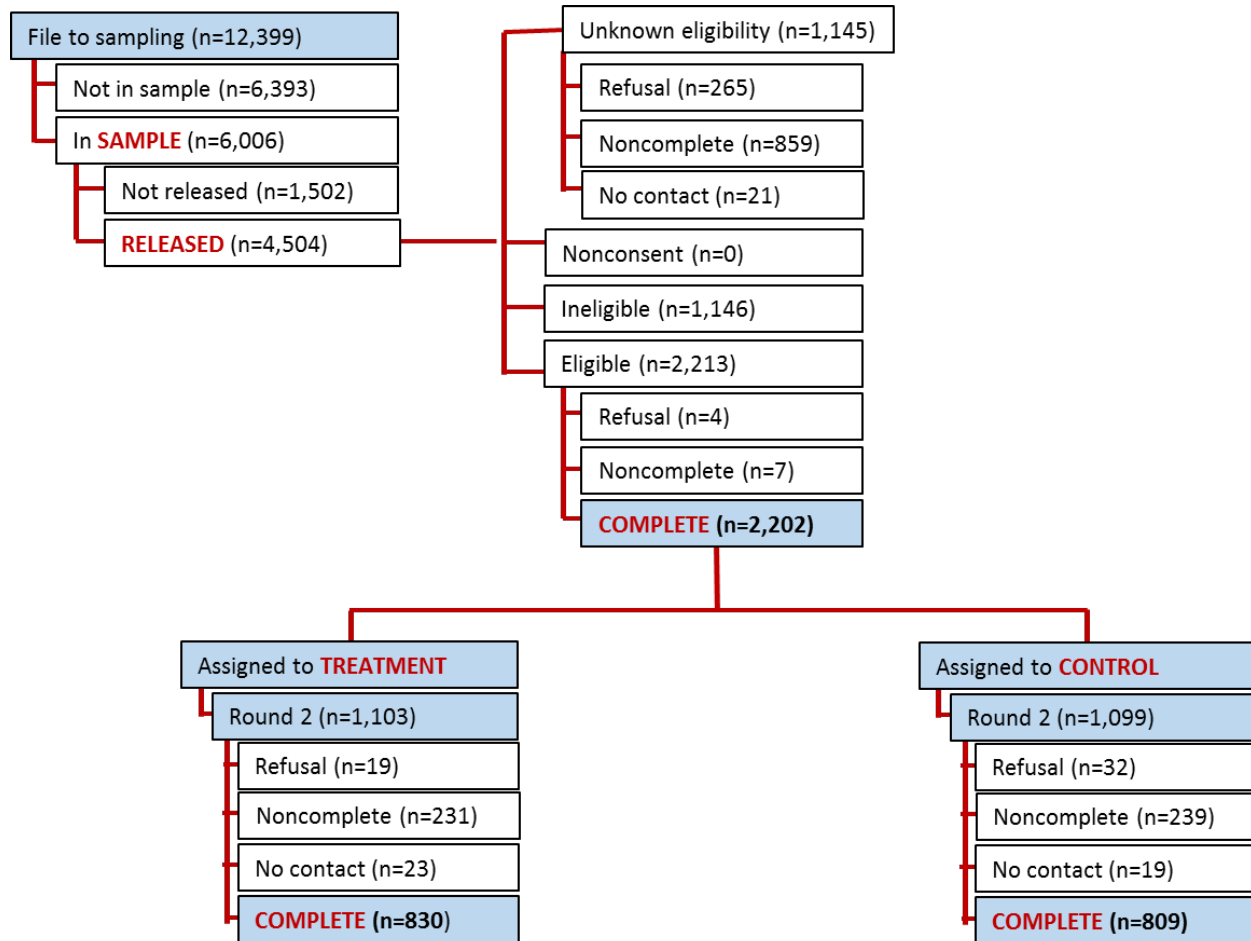 File to sampling (n=12,399)
Not in sample (n=6,393)
In SAMPLE (n=6,006)
Not released (n=1,502)
RELEASED (n=4,504)
Unknown eligibility (n=1,145)
Refusal (n=265)
Noncomplete (n=859)
No contact (n=21)
Nonconsent (n=0)
Ineligible (n=1,146)
Eligible (n=2,213)
Refusal (n=4)
Noncomplete (n=7)
COMPLETE (n=2,202)
Assigned to TREATMENT
Round 2 (n=1,103)
Refusal (n=19)
Noncomplete (n=231)
No contact (n=23)
COMPLETE (n=830)
Assigned to CONTROL
Round 2 (n=1,099)
Refusal (n=32)
Noncomplete (n=239)
No contact (n=19)
COMPLETE (n=809)